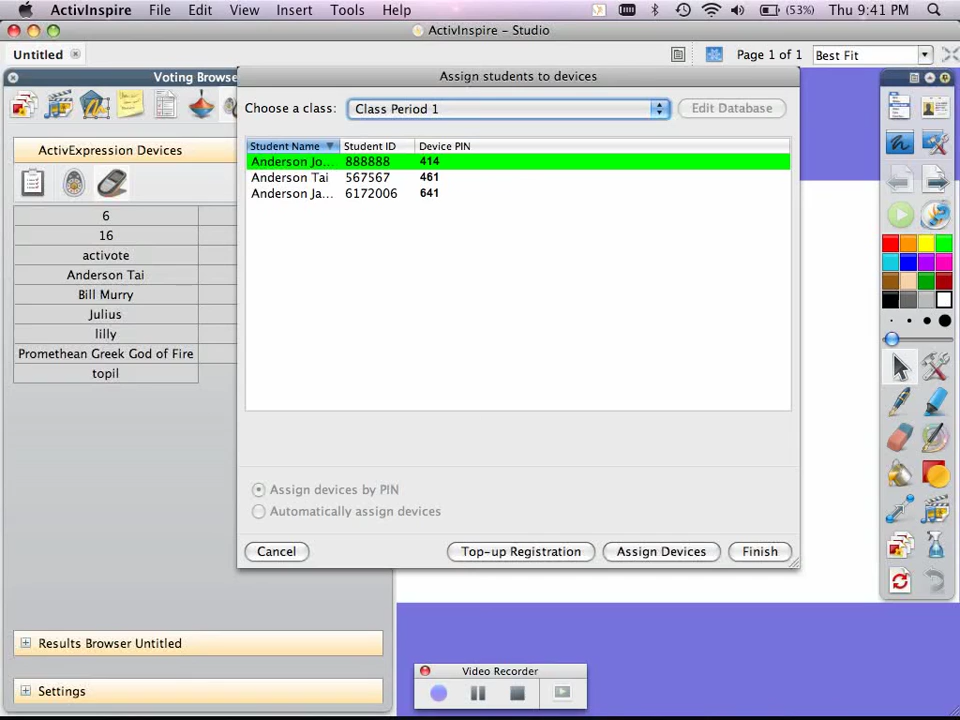 ActivInspire File Edit View Insert Tools Help (53%) Thu 9:41 PM
ActivInspire – Studio
Untitled Page 1 of 1 Best Fit
Voting Browse
Assign students to devices
Choose a class: Class Period 1 Edit Database
ActivExpression Devices
6
16
activote
Anderson Tai
Bill Murry
Julius
lilly
Promethean Greek God of Fire
topil
Student Name Student ID Device PIN
Anderson Jo... 888888 414
Anderson Tai 567567 461
Anderson Ja... 6172006 641
Assign devices by PIN
Automatically assign devices
Cancel Top-up Registration Assign Devices Finish
Results Browser Untitled
Settings
Video Recorder